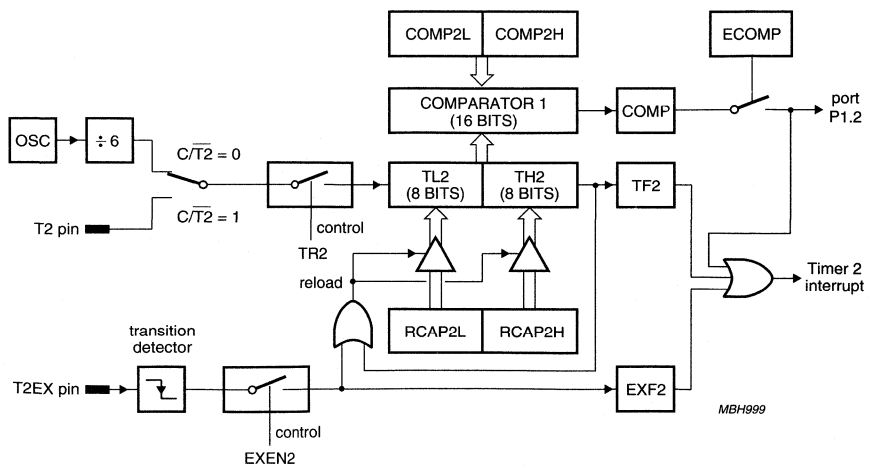 COMP2L COMP2H
ECOMP
COMPARATOR 1
(16 BITS)
COMP
port
P1.2
OSC
÷ 6
C/T2̅ = 0
TL2
(8 BITS)
TH2
(8 BITS)
TF2
C/T2̅ = 1
T2 pin
control
TR2
reload
Timer 2
interrupt
RCAP2L RCAP2H
transition
detector
T2EX pin
EXF2
MBH999
control
EXEN2